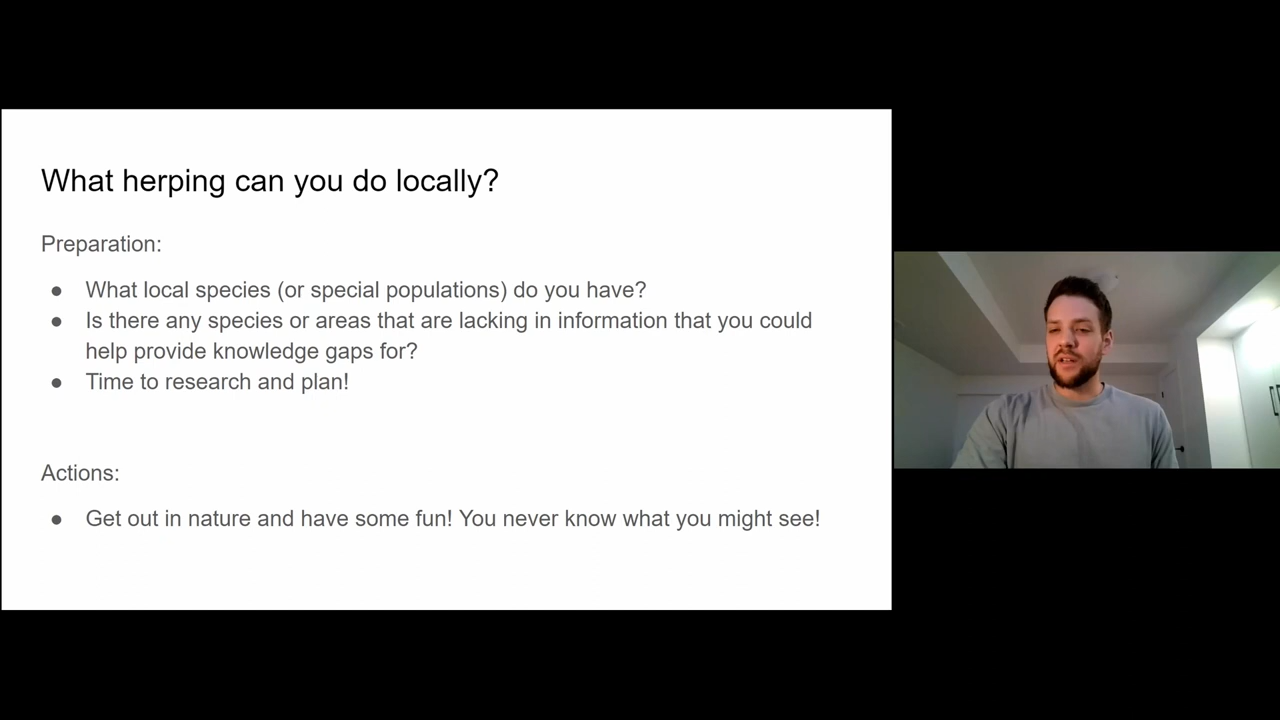 What herping can you do locally?
Preparation:
● What local species (or special populations) do you have?
● Is there any species or areas that are lacking in information that you could
help provide knowledge gaps for?
● Time to research and plan!
Actions:
● Get out in nature and have some fun! You never know what you might see!